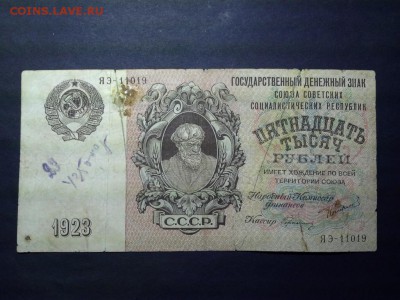 COINS.LAVE.RU
ЯЭ-11019
ГОСУДАРСТВЕННЫЙ ДЕНЕЖНЫЙ ЗНАК
СОЮЗА СОВЕТСКИХ
СОЦИАЛИСТИЧЕСКИХ РЕСПУБЛИК
ПЯТНАДЦАТЬ
ТЫСЯЧ
РУБЛЕЙ
ИМЕЕТ ХОЖДЕНИЕ ПО ВСЕЙ
ТЕРРИТОРИИ СОЮЗА
Народный Комиссар
Финансов
Кассир
1923
С.С.С.Р.
ЯЭ-11019